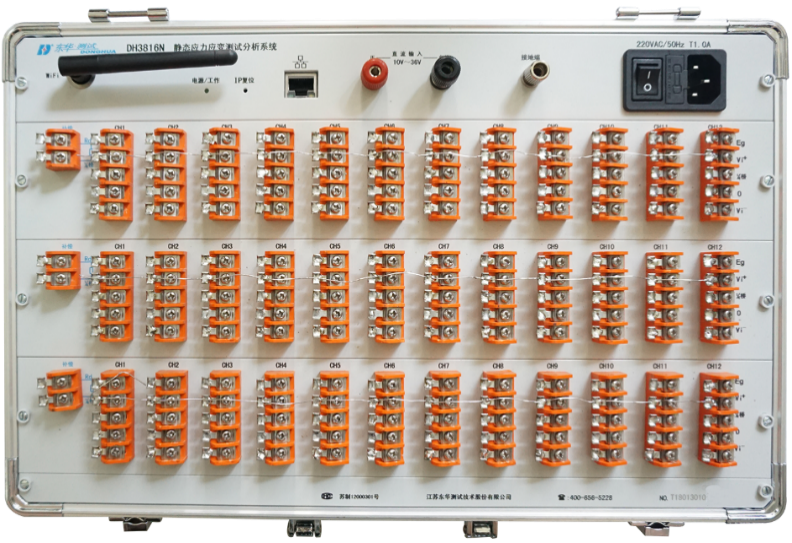 东华测试 DH3816N 静态应力应变测试分析系统
WiFi
电源/工作 IP复位
直流输入
10V~36V
接地端
220VAC/50Hz T1.0A
补偿 CH1 CH2 CH3 CH4 CH5 CH6 CH7 CH8 CH9 CH10 CH11 CH12
Eg
Vi+
补偿
0
Vi-
补偿 CH1 CH2 CH3 CH4 CH5 CH6 CH7 CH8 CH9 CH10 CH11 CH12
Eg
Vi+
补偿
0
Vi-
补偿 CH1 CH2 CH3 CH4 CH5 CH6 CH7 CH8 CH9 CH10 CH11 CH12
Eg
Vi+
Vi-
苏制12000361号 江苏东华测试技术股份有限公司 ☎:400-656-5228 NO. T18013010